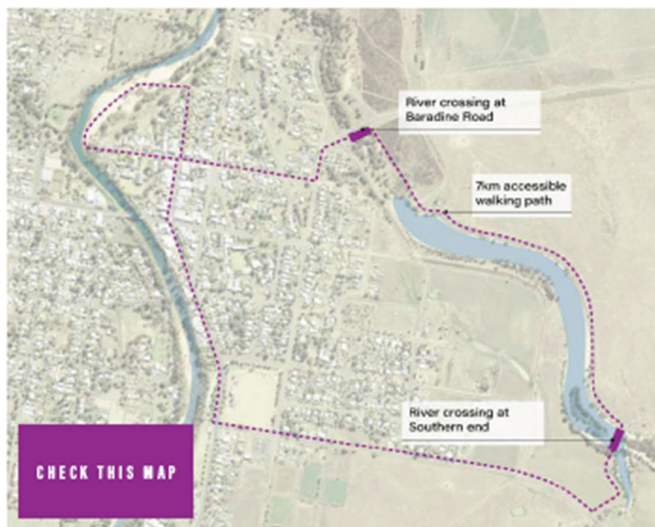 River crossing at
Baradine Road
7km accessible
walking path
River crossing at
Southern end
CHECK THIS MAP